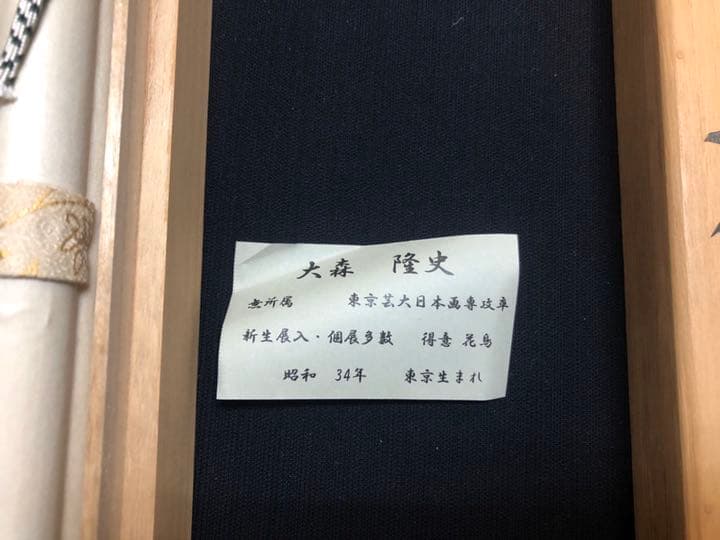 大森 隆史
無所属 東京芸大日本画専攻卒
新生展入・個展多数 得意 花鳥
昭和 34年 東京生まれ